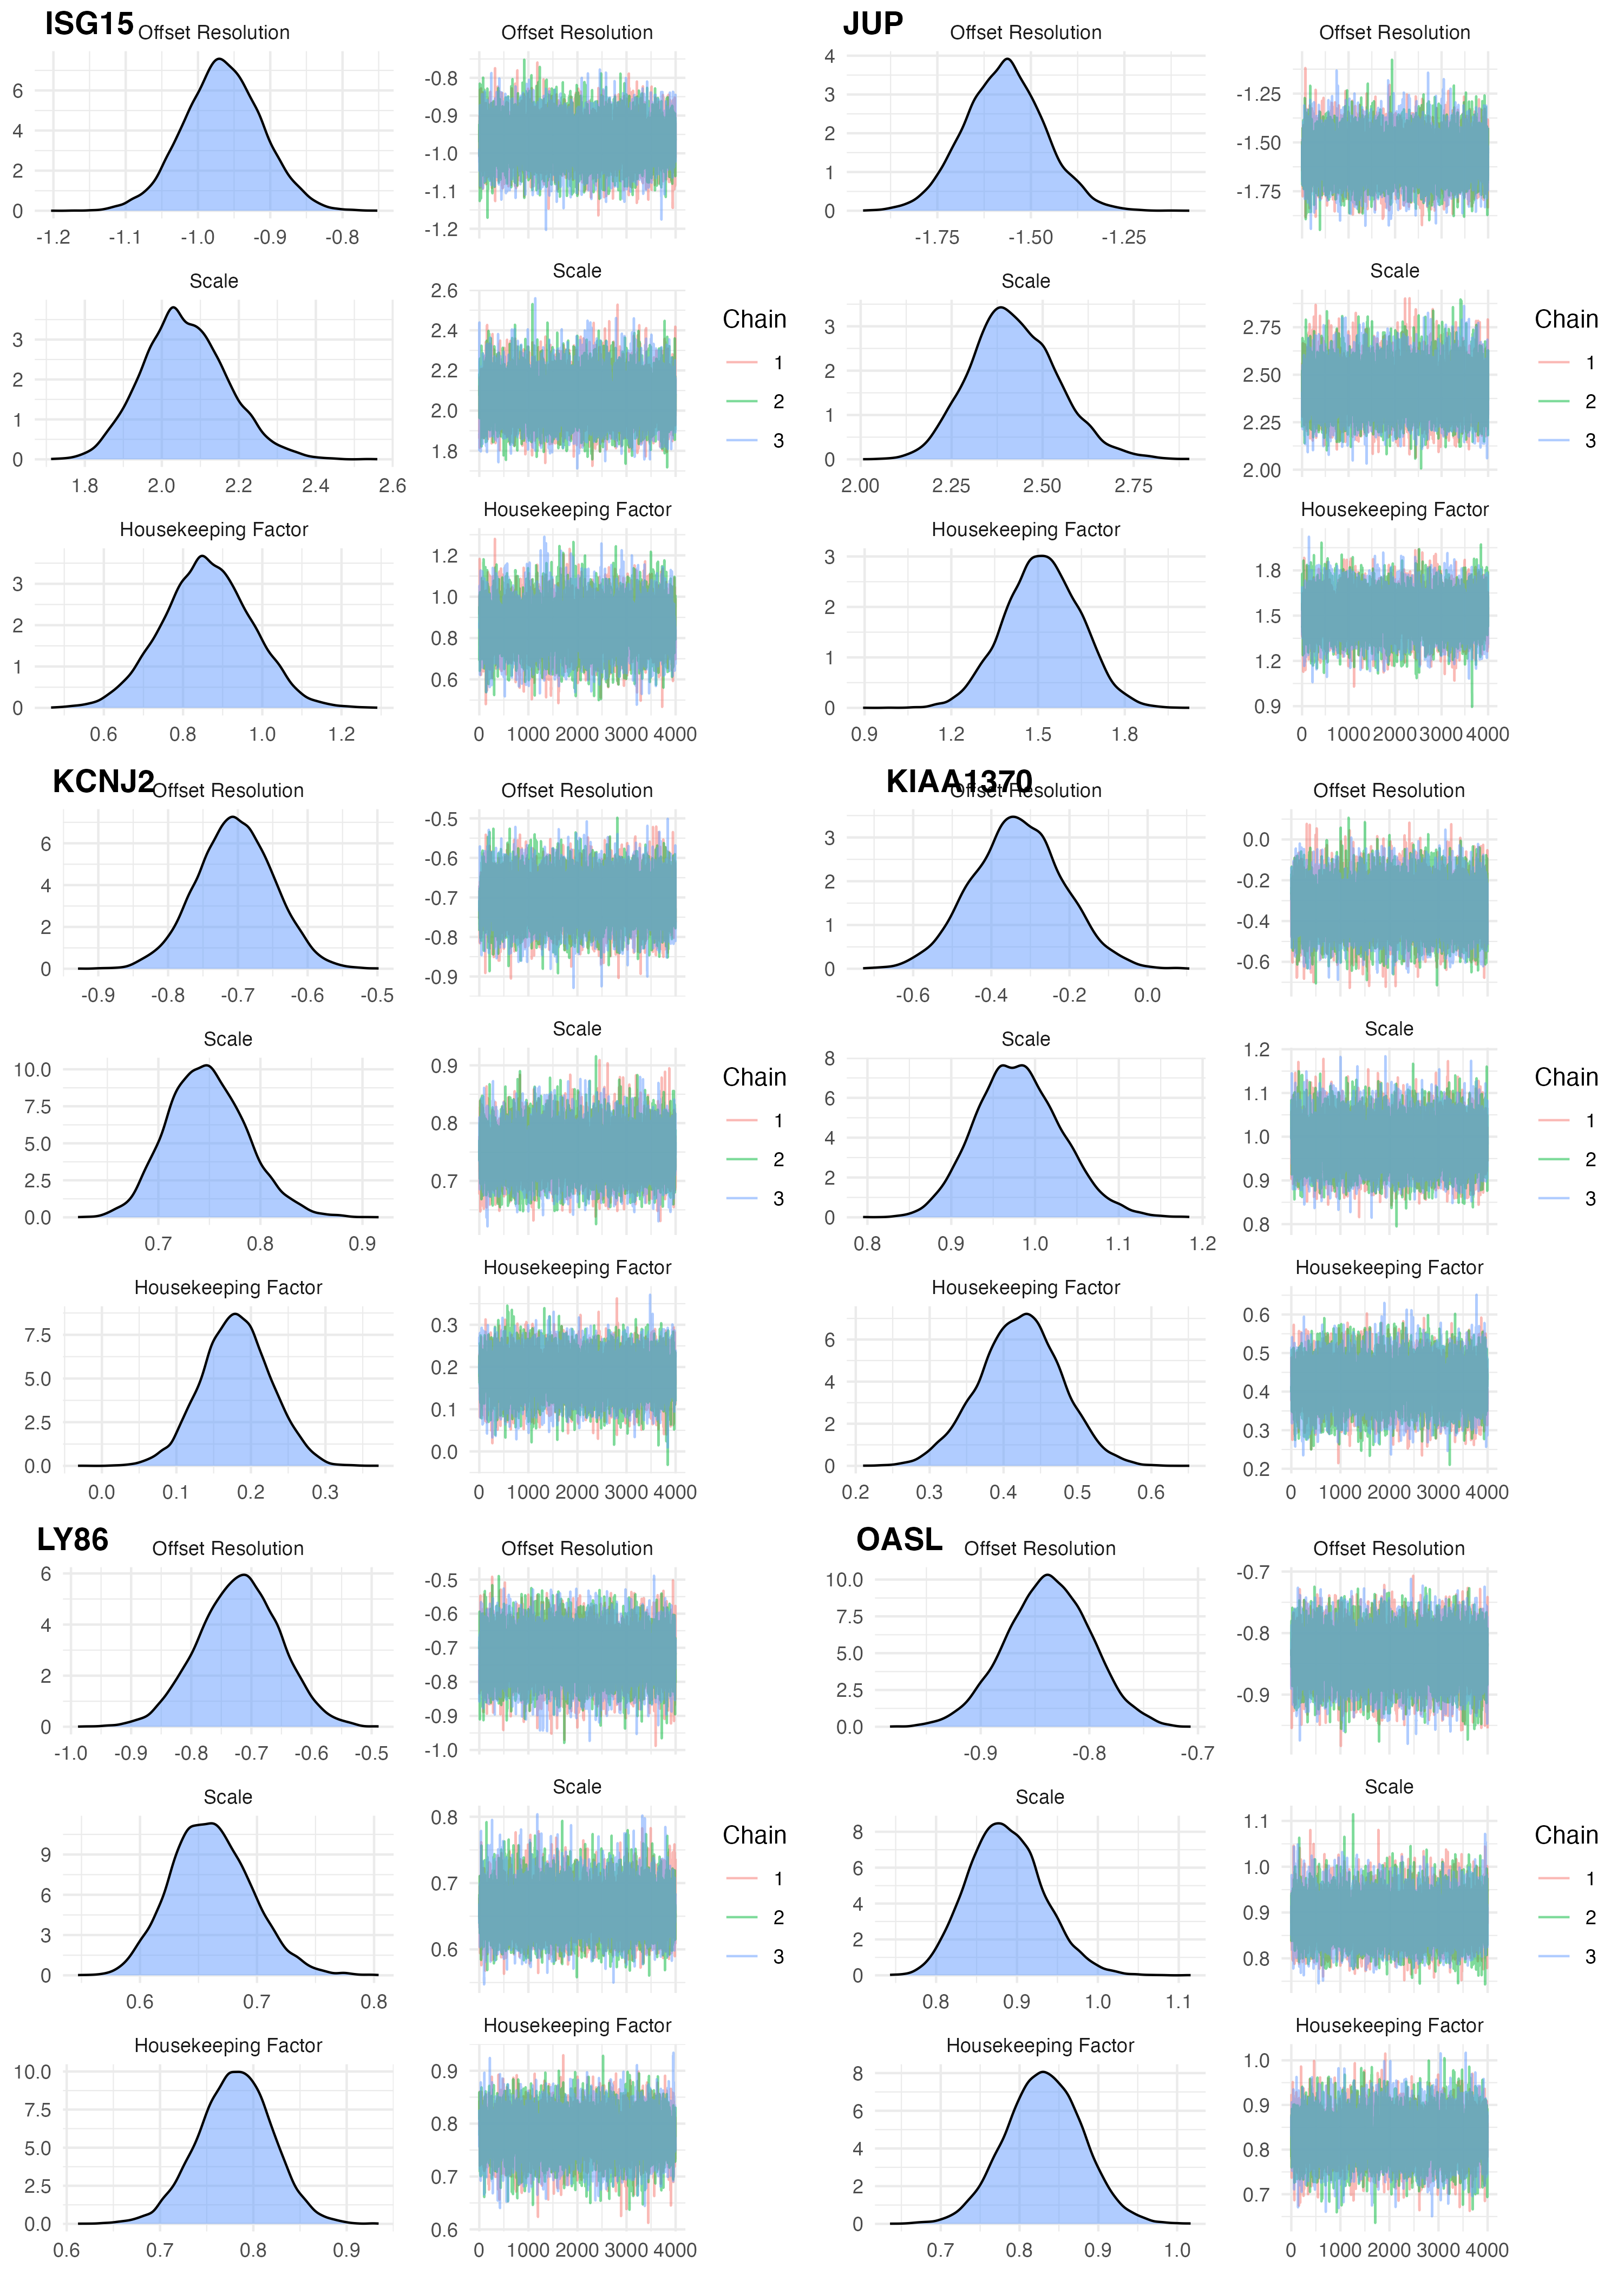 ISG15
Offset Resolution
Offset Resolution
6
4
2
0
-1.2 -1.1 -1.0 -0.9 -0.8
-0.8
-0.9
-1.0
-1.1
-1.2
Scale
Scale
3
2
1
0
1.8 2.0 2.2 2.4 2.6
2.6
2.4
2.2
2.0
1.8
Chain
1
2
3
Housekeeping Factor
Housekeeping Factor
3
2
1
0
0.6 0.8 1.0 1.2
1.2
1.0
0.8
0.6
0 1000 2000 3000 4000
JUP
Offset Resolution
Offset Resolution
4
3
2
1
0
-1.75 -1.50 -1.25
-1.25
-1.50
-1.75
Scale
Scale
3
2
1
0
2.00 2.25 2.50 2.75
2.75
2.50
2.25
2.00
Chain
1
2
3
Housekeeping Factor
Housekeeping Factor
3
2
1
0
0.9 1.2 1.5 1.8
1.8
1.5
1.2
0.9
0 1000 2000 3000 4000
KCNJ2
Offset Resolution
Offset Resolution
6
4
2
0
-0.9 -0.8 -0.7 -0.6 -0.5
-0.5
-0.6
-0.7
-0.8
-0.9
Scale
Scale
10.0
7.5
5.0
2.5
0.0
0.7 0.8 0.9
0.9
0.8
0.7
Chain
1
2
3
Housekeeping Factor
Housekeeping Factor
7.5
5.0
2.5
0.0
0.0 0.1 0.2 0.3
0.3
0.2
0.1
0.0
0 1000 2000 3000 4000
KIAA1370
Offset Resolution
Offset Resolution
3
2
1
0
-0.6 -0.4 -0.2 0.0
0.0
-0.2
-0.4
-0.6
Scale
Scale
8
6
4
2
0
0.8 0.9 1.0 1.1 1.2
1.2
1.1
1.0
0.9
0.8
Chain
1
2
3
Housekeeping Factor
Housekeeping Factor
6
4
2
0
0.2 0.3 0.4 0.5 0.6
0.6
0.5
0.4
0.3
0.2
0 1000 2000 3000 4000
LY86
Offset Resolution
Offset Resolution
6
4
2
0
-1.0 -0.9 -0.8 -0.7 -0.6 -0.5
-0.5
-0.6
-0.7
-0.8
-0.9
-1.0
Scale
Scale
9
6
3
0
0.6 0.7 0.8
0.8
0.7
0.6
Chain
1
2
3
Housekeeping Factor
Housekeeping Factor
10.0
7.5
5.0
2.5
0.0
0.6 0.7 0.8 0.9
0.9
0.8
0.7
0.6
0 1000 2000 3000 4000
OASL
Offset Resolution
Offset Resolution
10.0
7.5
5.0
2.5
0.0
-0.9 -0.8 -0.7
-0.7
-0.8
-0.9
Scale
Scale
8
6
4
2
0
0.8 0.9 1.0 1.1
1.1
1.0
0.9
0.8
Chain
1
2
3
Housekeeping Factor
Housekeeping Factor
8
6
4
2
0
0.7 0.8 0.9 1.0
1.0
0.9
0.8
0.7
0 1000 2000 3000 4000